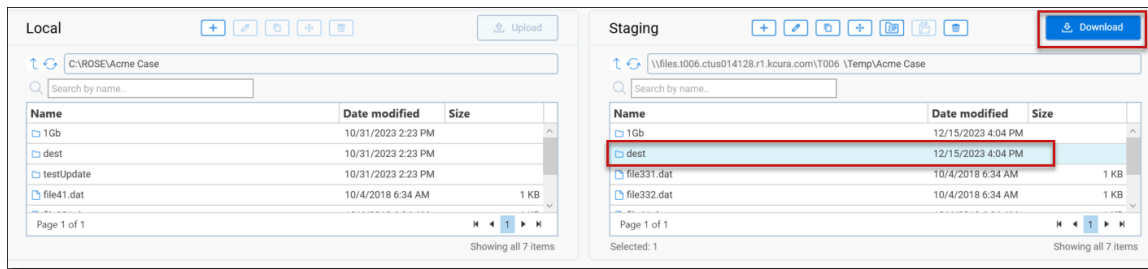 Local
Upload
C:\ROSE\Acme Case
Search by name..
Name Date modified Size
1Gb 10/31/2023 2:23 PM
dest 10/31/2023 2:23 PM
testUpdate 10/31/2023 2:23 PM
file41.dat 10/4/2018 6:34 AM 1 KB
Page 1 of 1 1
Showing all 7 items
Staging
ZIP
Download
\\files.t006.ctus014128.r1.kcura.com\T006 \Temp\Acme Case
Search by name..
Name Date modified Size
1Gb 12/15/2023 4:04 PM
dest 12/15/2023 4:04 PM
file331.dat 10/4/2018 6:34 AM 1 KB
file332.dat 10/4/2018 6:34 AM 1 KB
Page 1 of 1 1
Selected: 1 Showing all 7 items